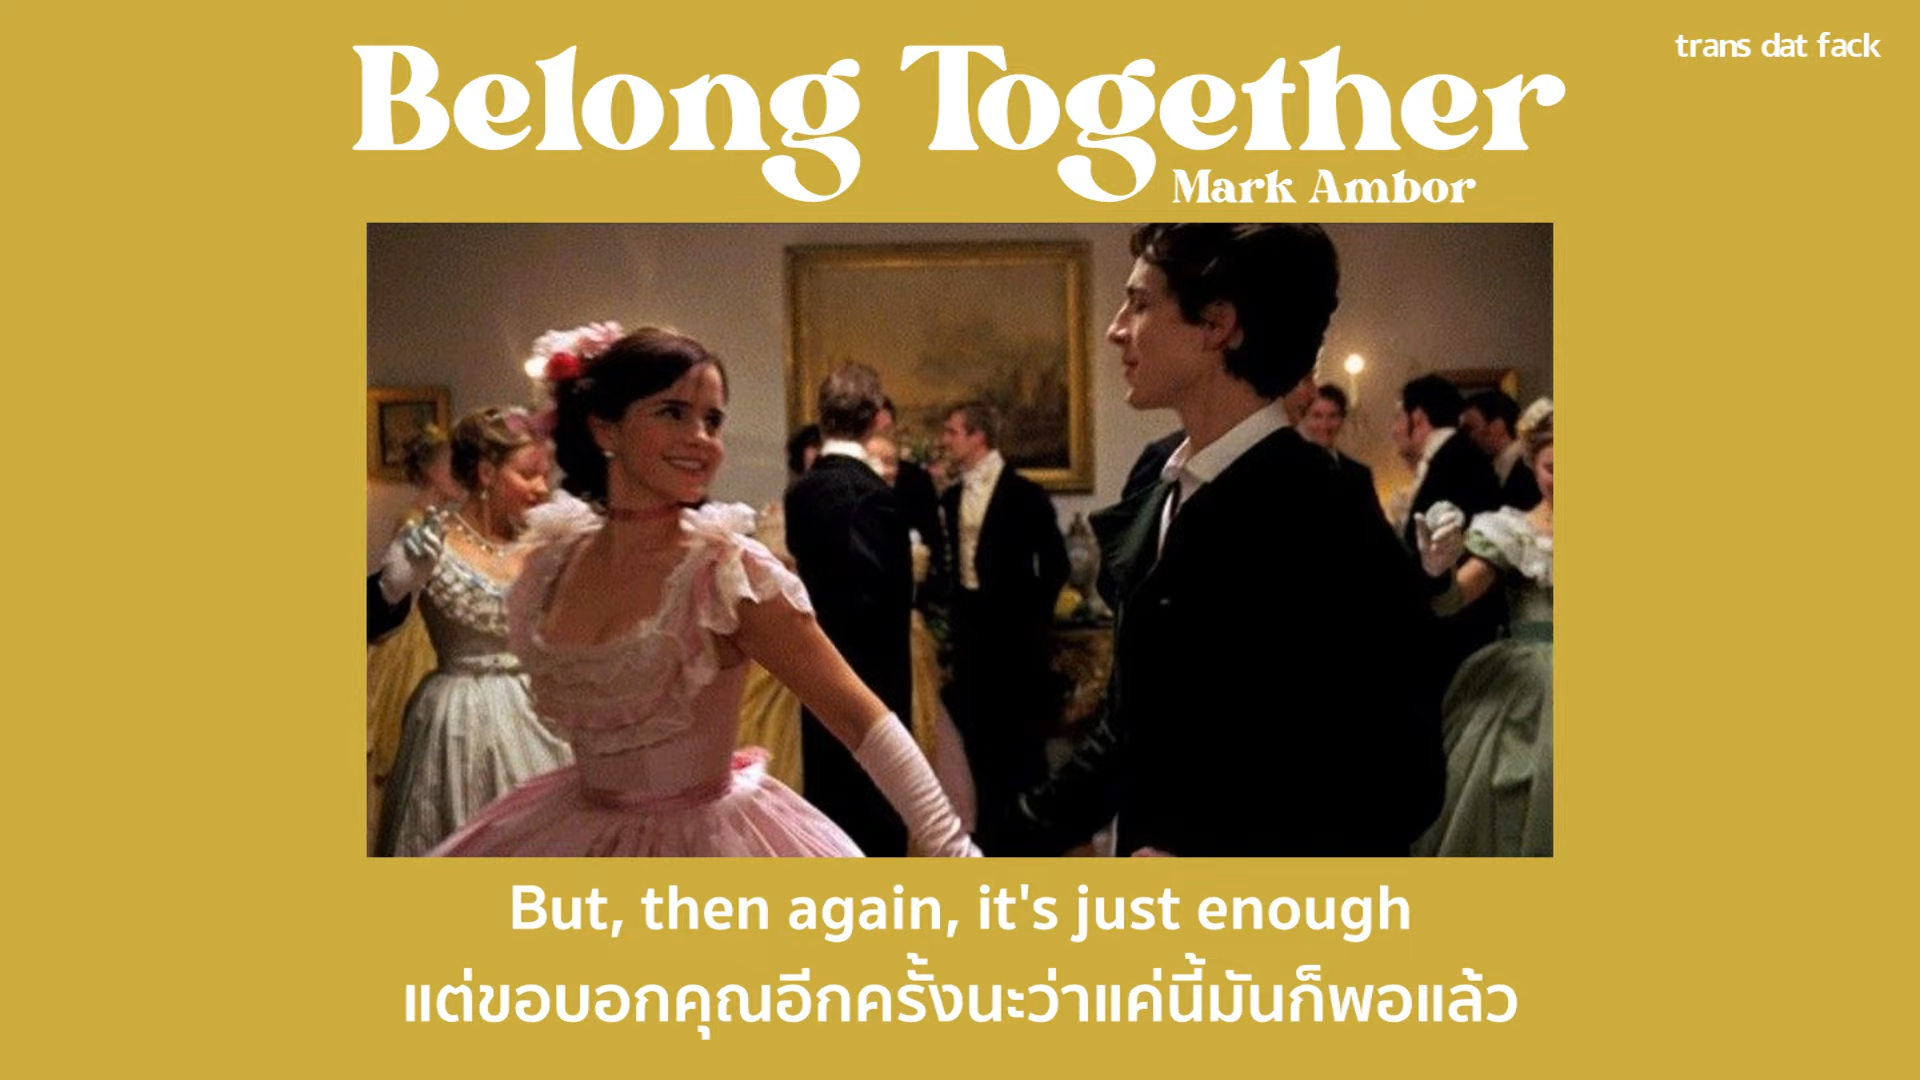 Belong Together
trans dat fack
Mark Ambor
But, then again, it's just enough
แต่ขอบอกคุณอีกครั้งนะว่าแค่นี้มันก็พอแล้ว